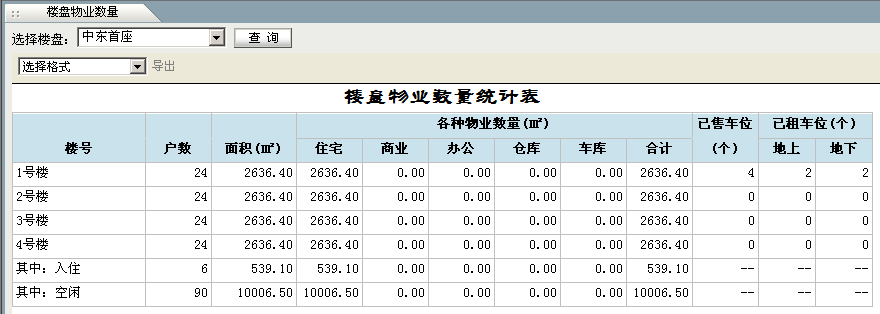 楼盘物业数量
选择楼盘: 中东首座 查 询
选择格式 导出
楼盘物业数量统计表
楼号 户数 面积(㎡) 各种物业数量(㎡) 已售车位(个) 已租车位(个)
住宅 商业 办公 仓库 车库 合计 地上 地下
1号楼 24 2636.40 2636.40 0.00 0.00 0.00 0.00 2636.40 4 2 2
2号楼 24 2636.40 2636.40 0.00 0.00 0.00 0.00 2636.40 0 0 0
3号楼 24 2636.40 2636.40 0.00 0.00 0.00 0.00 2636.40 0 0 0
4号楼 24 2636.40 2636.40 0.00 0.00 0.00 0.00 2636.40 0 0 0
其中: 入住 6 539.10 539.10 0.00 0.00 0.00 0.00 539.10 -- -- --
其中: 空闲 90 10006.50 10006.50 0.00 0.00 0.00 0.00 10006.50 -- -- --